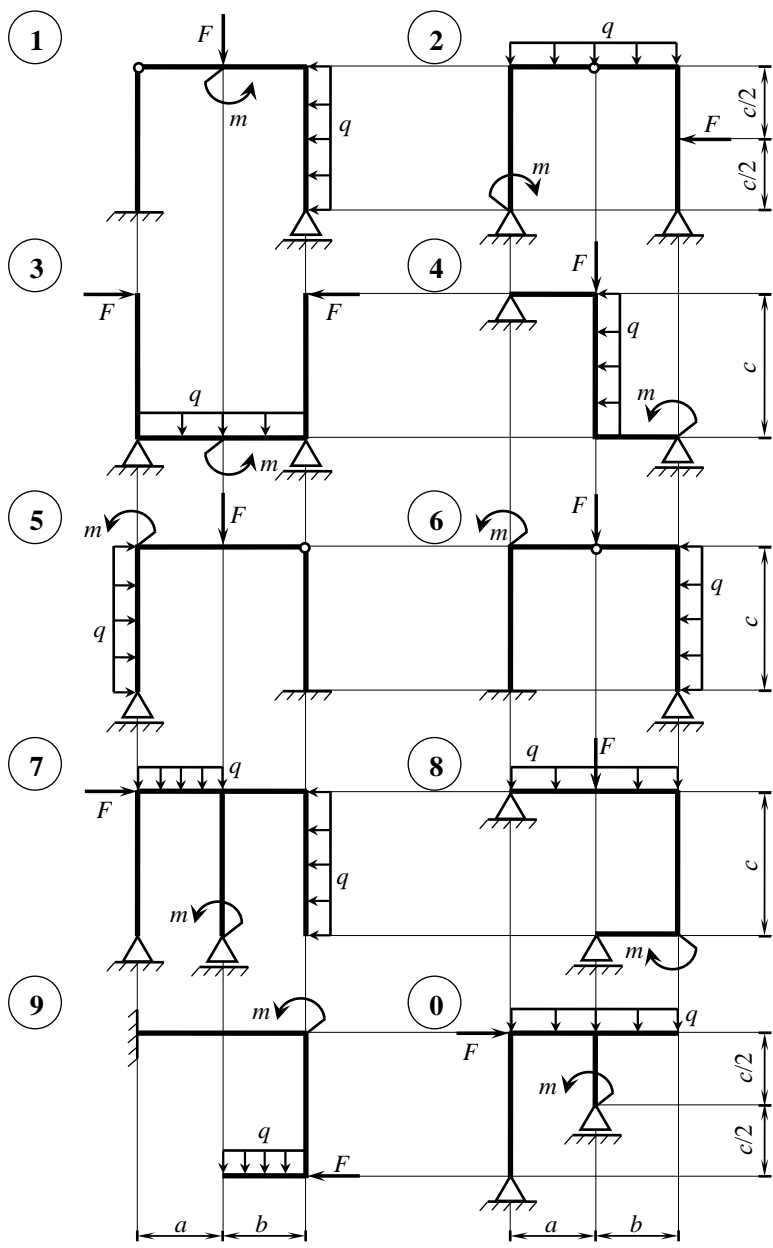 1 F m q
2 q F m c/2 c/2
3 F F q m
4 F q m c
5 m F q
6 m F q c
7 q F m q
8 q F m c
9 m q F
0 q F m c/2 c/2
a b a b